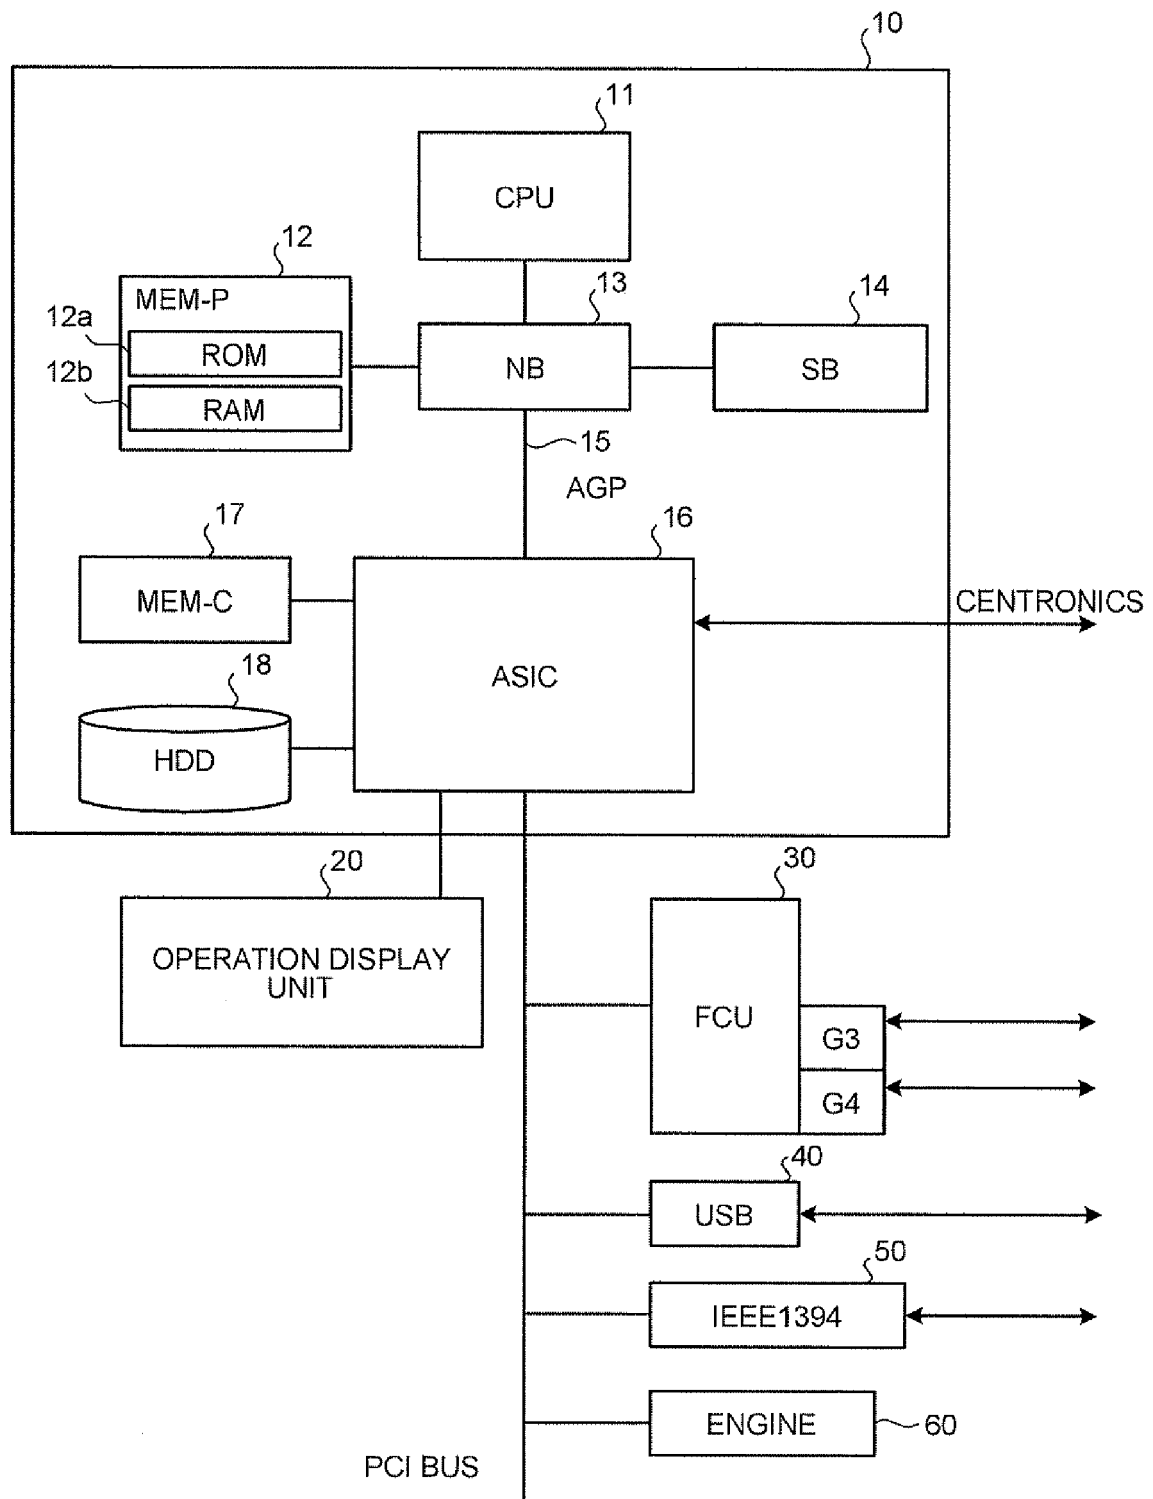 10
11
CPU
12
MEM-P
12a
ROM
12b
RAM
13
NB
14
SB
15
AGP
16
17
MEM-C
CENTRONICS
ASIC
18
HDD
20
OPERATION DISPLAY
UNIT
30
FCU
G3
G4
40
USB
50
IEEE1394
ENGINE
60
PCI BUS